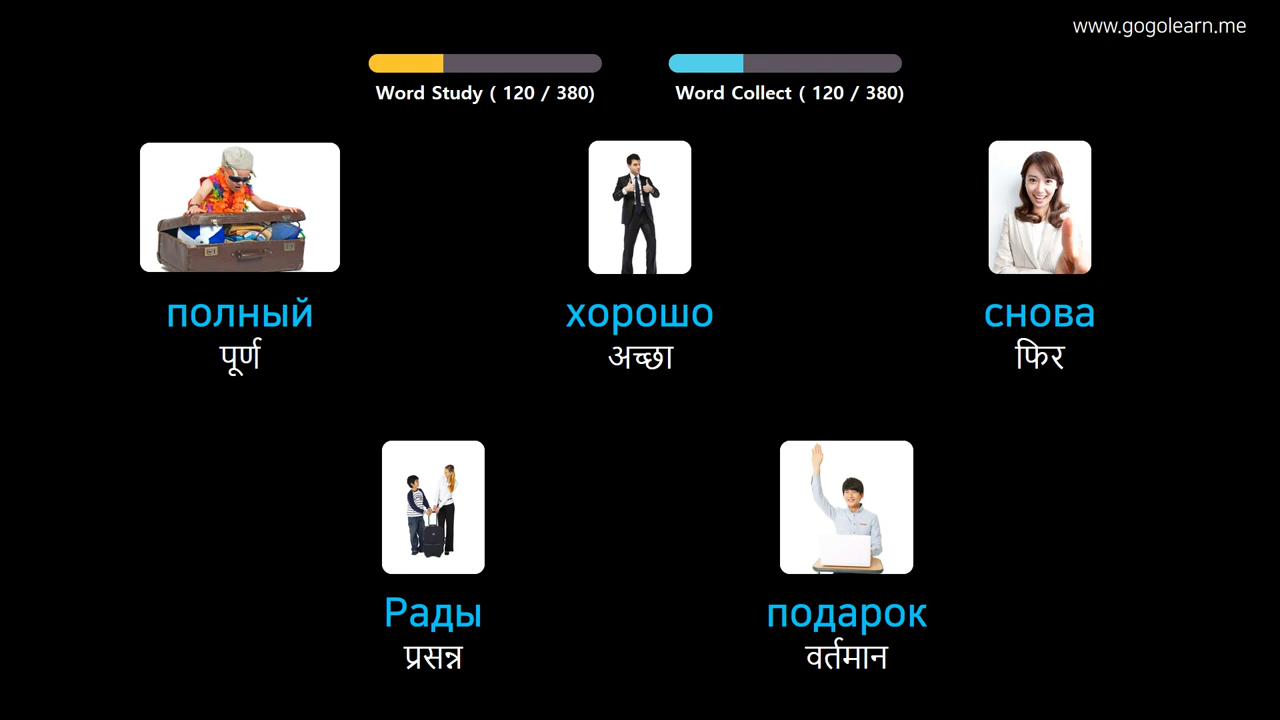 www.gogolearn.me
Word Study ( 120 / 380)
Word Collect ( 120 / 380)
полный
पूर्ण
хорошо
अच्छा
снова
फिर
Рады
प्रसन्न
подарок
वर्तमान